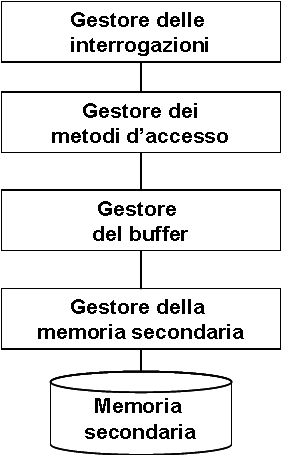 Gestore delle
interrogazioni
Gestore dei
metodi d'accesso
Gestore
del buffer
Gestore della
memoria secondaria
Memoria
secondaria